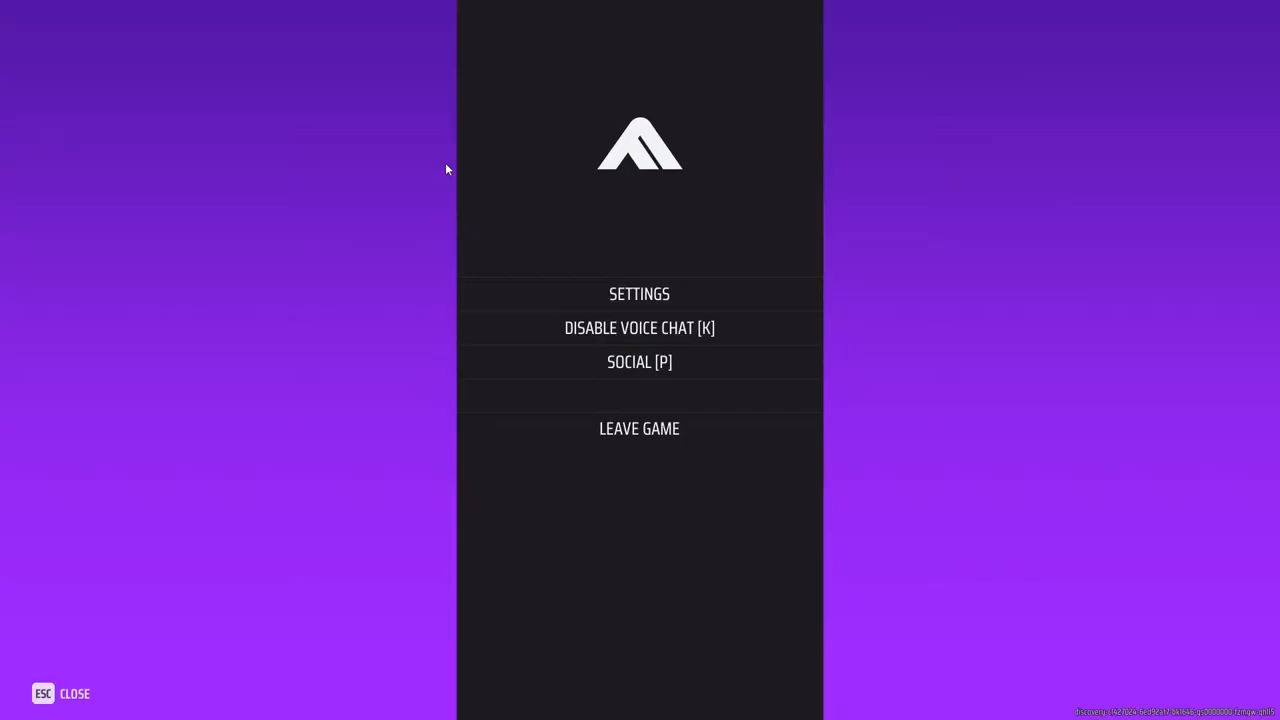 SETTINGS
DISABLE VOICE CHAT [K]
SOCIAL [P]
LEAVE GAME
ESC CLOSE